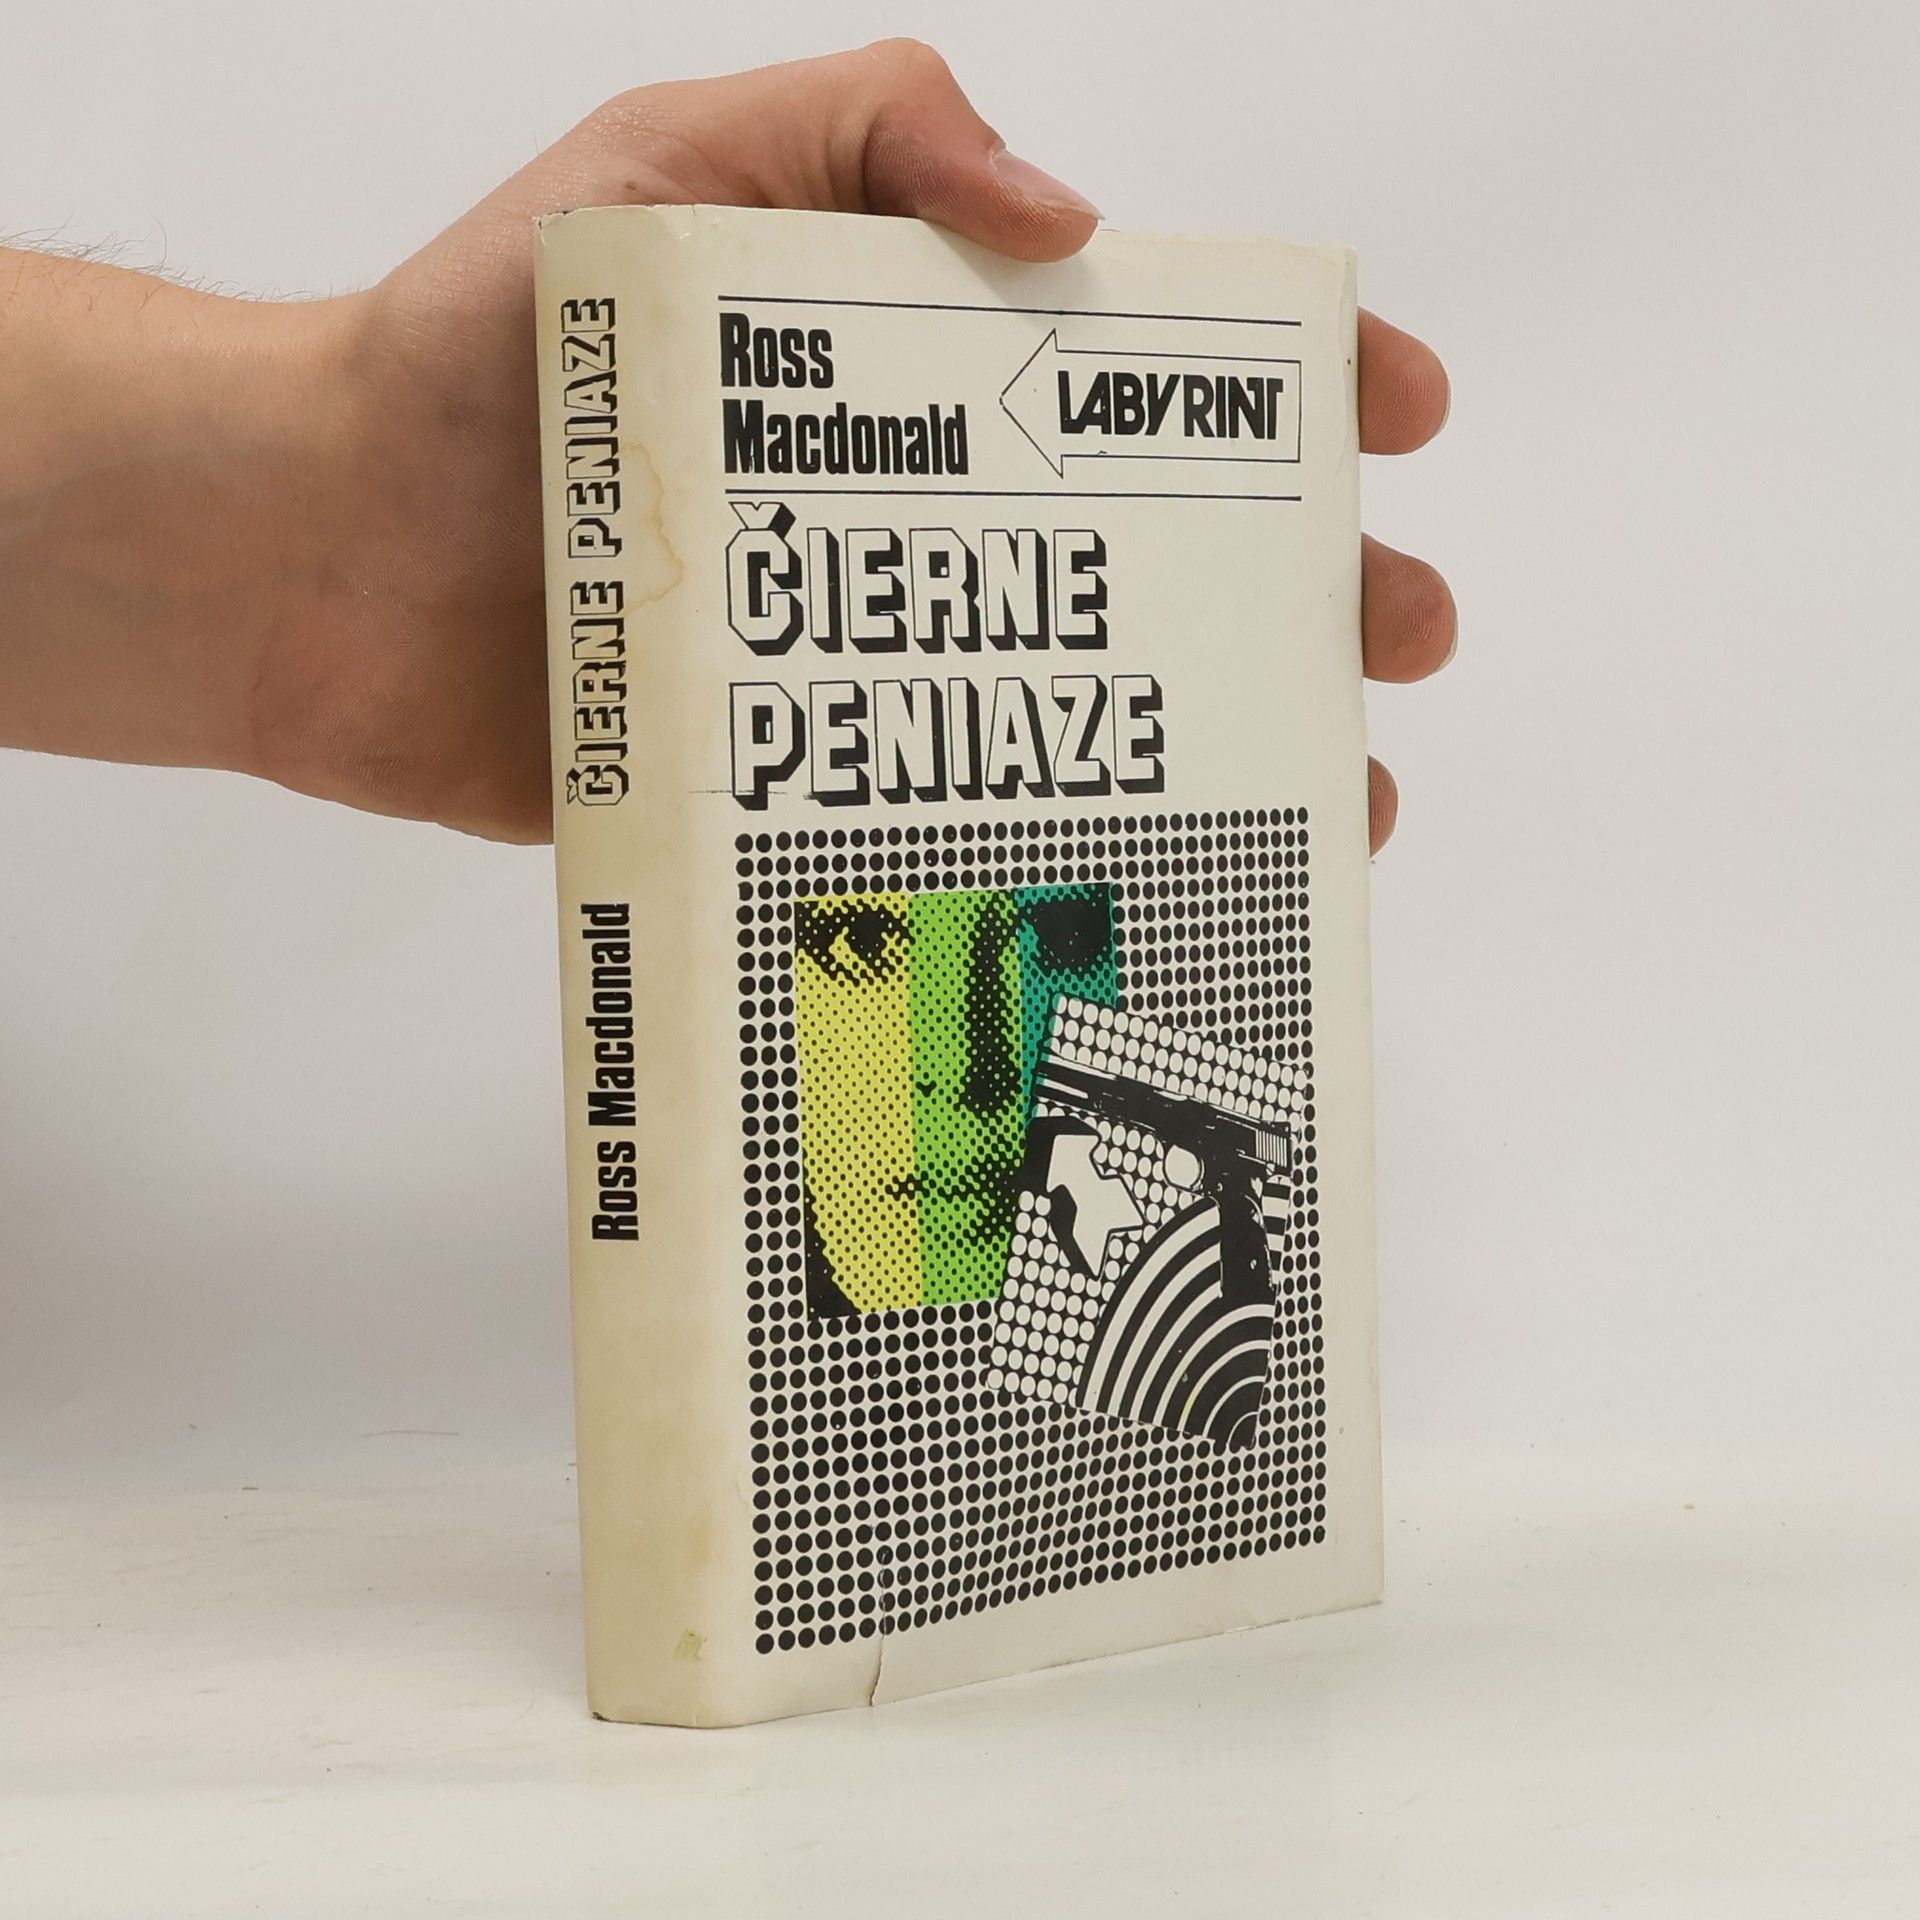 Ross
Macdonald
LABYRINT
ČIERNE
PENIAZE
ČIERNE PENIAZE
Ross Macdonald